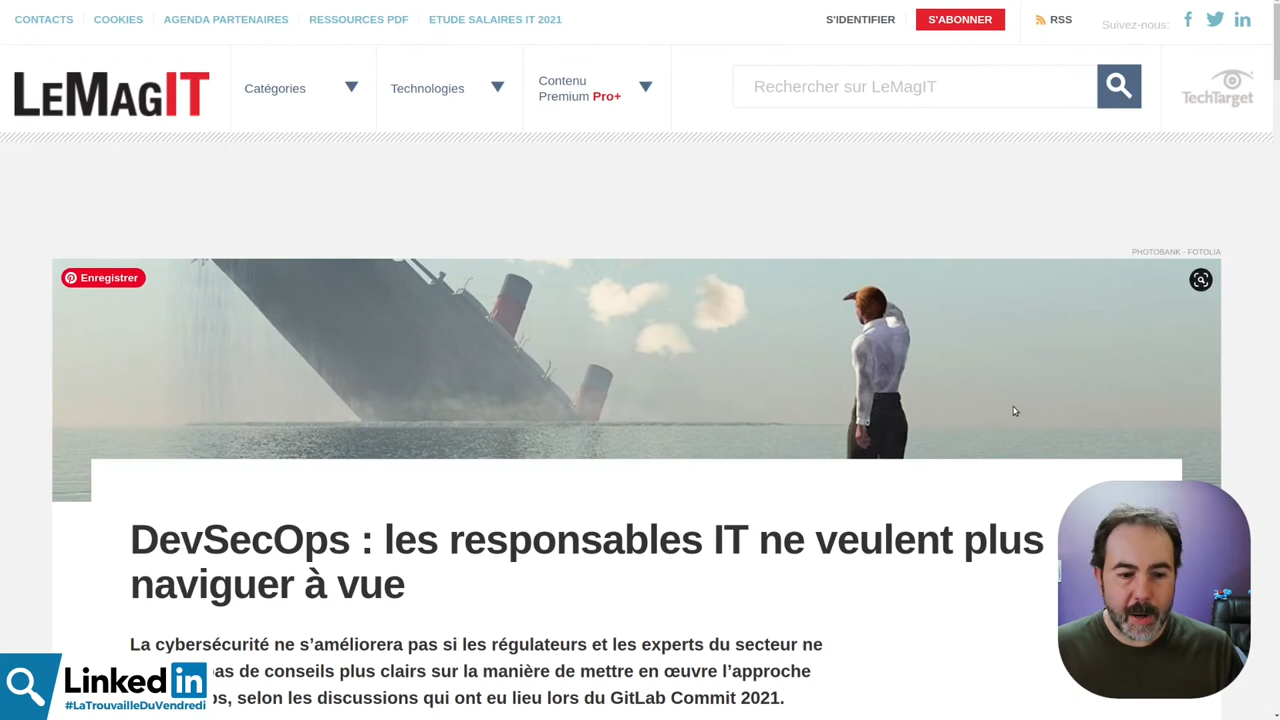 CONTACTS COOKIES AGENDA PARTENAIRES RESSOURCES PDF ETUDE SALAIRES IT 2021 S'IDENTIFIER S'ABONNER RSS Suivez-nous:
LEMAGIT Catégories Technologies Contenu
Premium Pro+ Rechercher sur LeMagIT TechTarget
PHOTOBANK - FOTOLIA
Enregistrer
DevSecOps : les responsables IT ne veulent plus
naviguer à vue
La cybersécurité ne s’améliorera pas si les régulateurs et les experts du secteur ne
pas de conseils plus clairs sur la manière de mettre en œuvre l’approche
selon les discussions qui ont eu lieu lors du GitLab Commit 2021.
Linked in
#LaTrouvailleDuVendredi